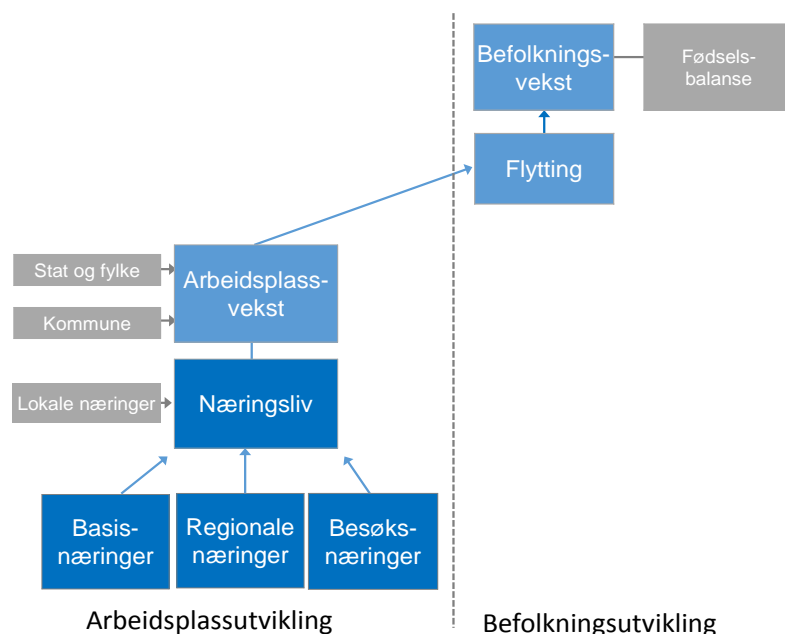 Befolknings-
vekst
Fødsels-
balanse
Flytting
Stat og fylke
Arbeidsplass-
vekst
Kommune
Lokale næringer
Næringsliv
Basis-
næringer
Regionale
næringer
Besøks-
næringer
Arbeidsplassutvikling
Befolkningsutvikling